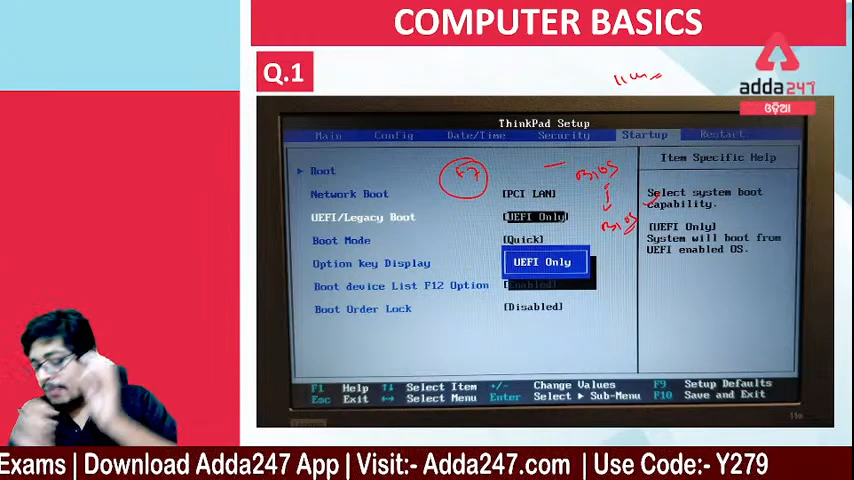 COMPUTER BASICS
Q.1
adda247
ଓଡ଼ିଆ
ThinkPad Setup
Main Config Date/Time Security Startup Restart
Boot
Network Boot [PCI LAN]
UEFI/Legacy Boot [UEFI Only]
Boot Mode [Quick]
Option key Display
UEFI Only
Boot device List F12 Option [Enabled]
Boot Order Lock [Disabled]
Item Specific Help
Select system boot
capability.
[UEFI Only]
System will boot from
UEFI enabled OS.
F7
BIOS
BIOS
F1 Help ↑↓ Select Item +/- Change Values F9 Setup Defaults
Esc Exit ↔ Select Menu Enter Select ▶ Sub-Menu F10 Save and Exit
Exams | Download Adda247 App | Visit:- Adda247.com | Use Code:- Y279